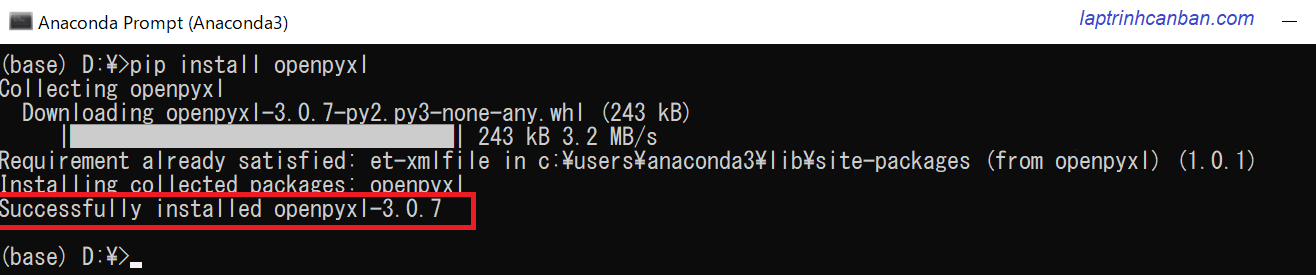 Anaconda Prompt (Anaconda3)
laptrinhcanban.com
(base) D:¥>pip install openpyxl
Collecting openpyxl
Downloading openpyxl-3.0.7-py2.py3-none-any.whl (243 kB)
|████████████████████████████████| 243 kB 3.2 MB/s
Requirement already satisfied: et-xmlfile in c:¥users¥anaconda3¥lib¥site-packages (from openpyxl) (1.0.1)
Installing collected packages: openpyxl
Successfully installed openpyxl-3.0.7
(base) D:¥>